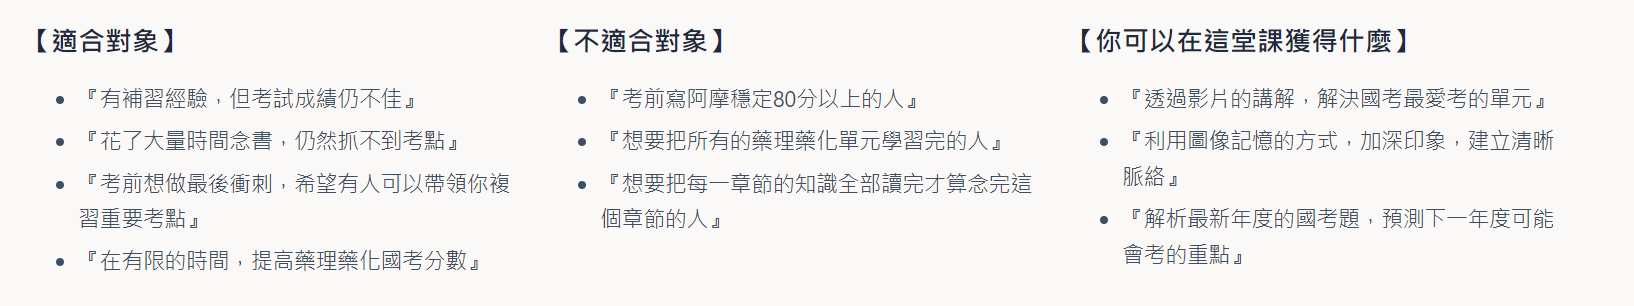 【適合對象】
『有補習經驗，但考試成績仍不佳』
『花了大量時間念書，仍然抓不到考點』
『考前想做最後衝刺，希望有人可以帶領你複
習重要考點』
『在有限的時間，提高藥理藥化國考分數』
【不適合對象】
『考前寫阿摩穩定80分以上的人』
『想要把所有的藥理藥化單元學習完的人』
『想要把每一章節的知識全部讀完才算念完這
個章節的人』
【你可以在這堂課獲得什麼】
『透過影片的講解，解決國考最愛考的單元』
『利用圖像記憶的方式，加深印象，建立清晰
脈絡』
『解析最新年度的國考題，預測下一年度可能
會考的重點』